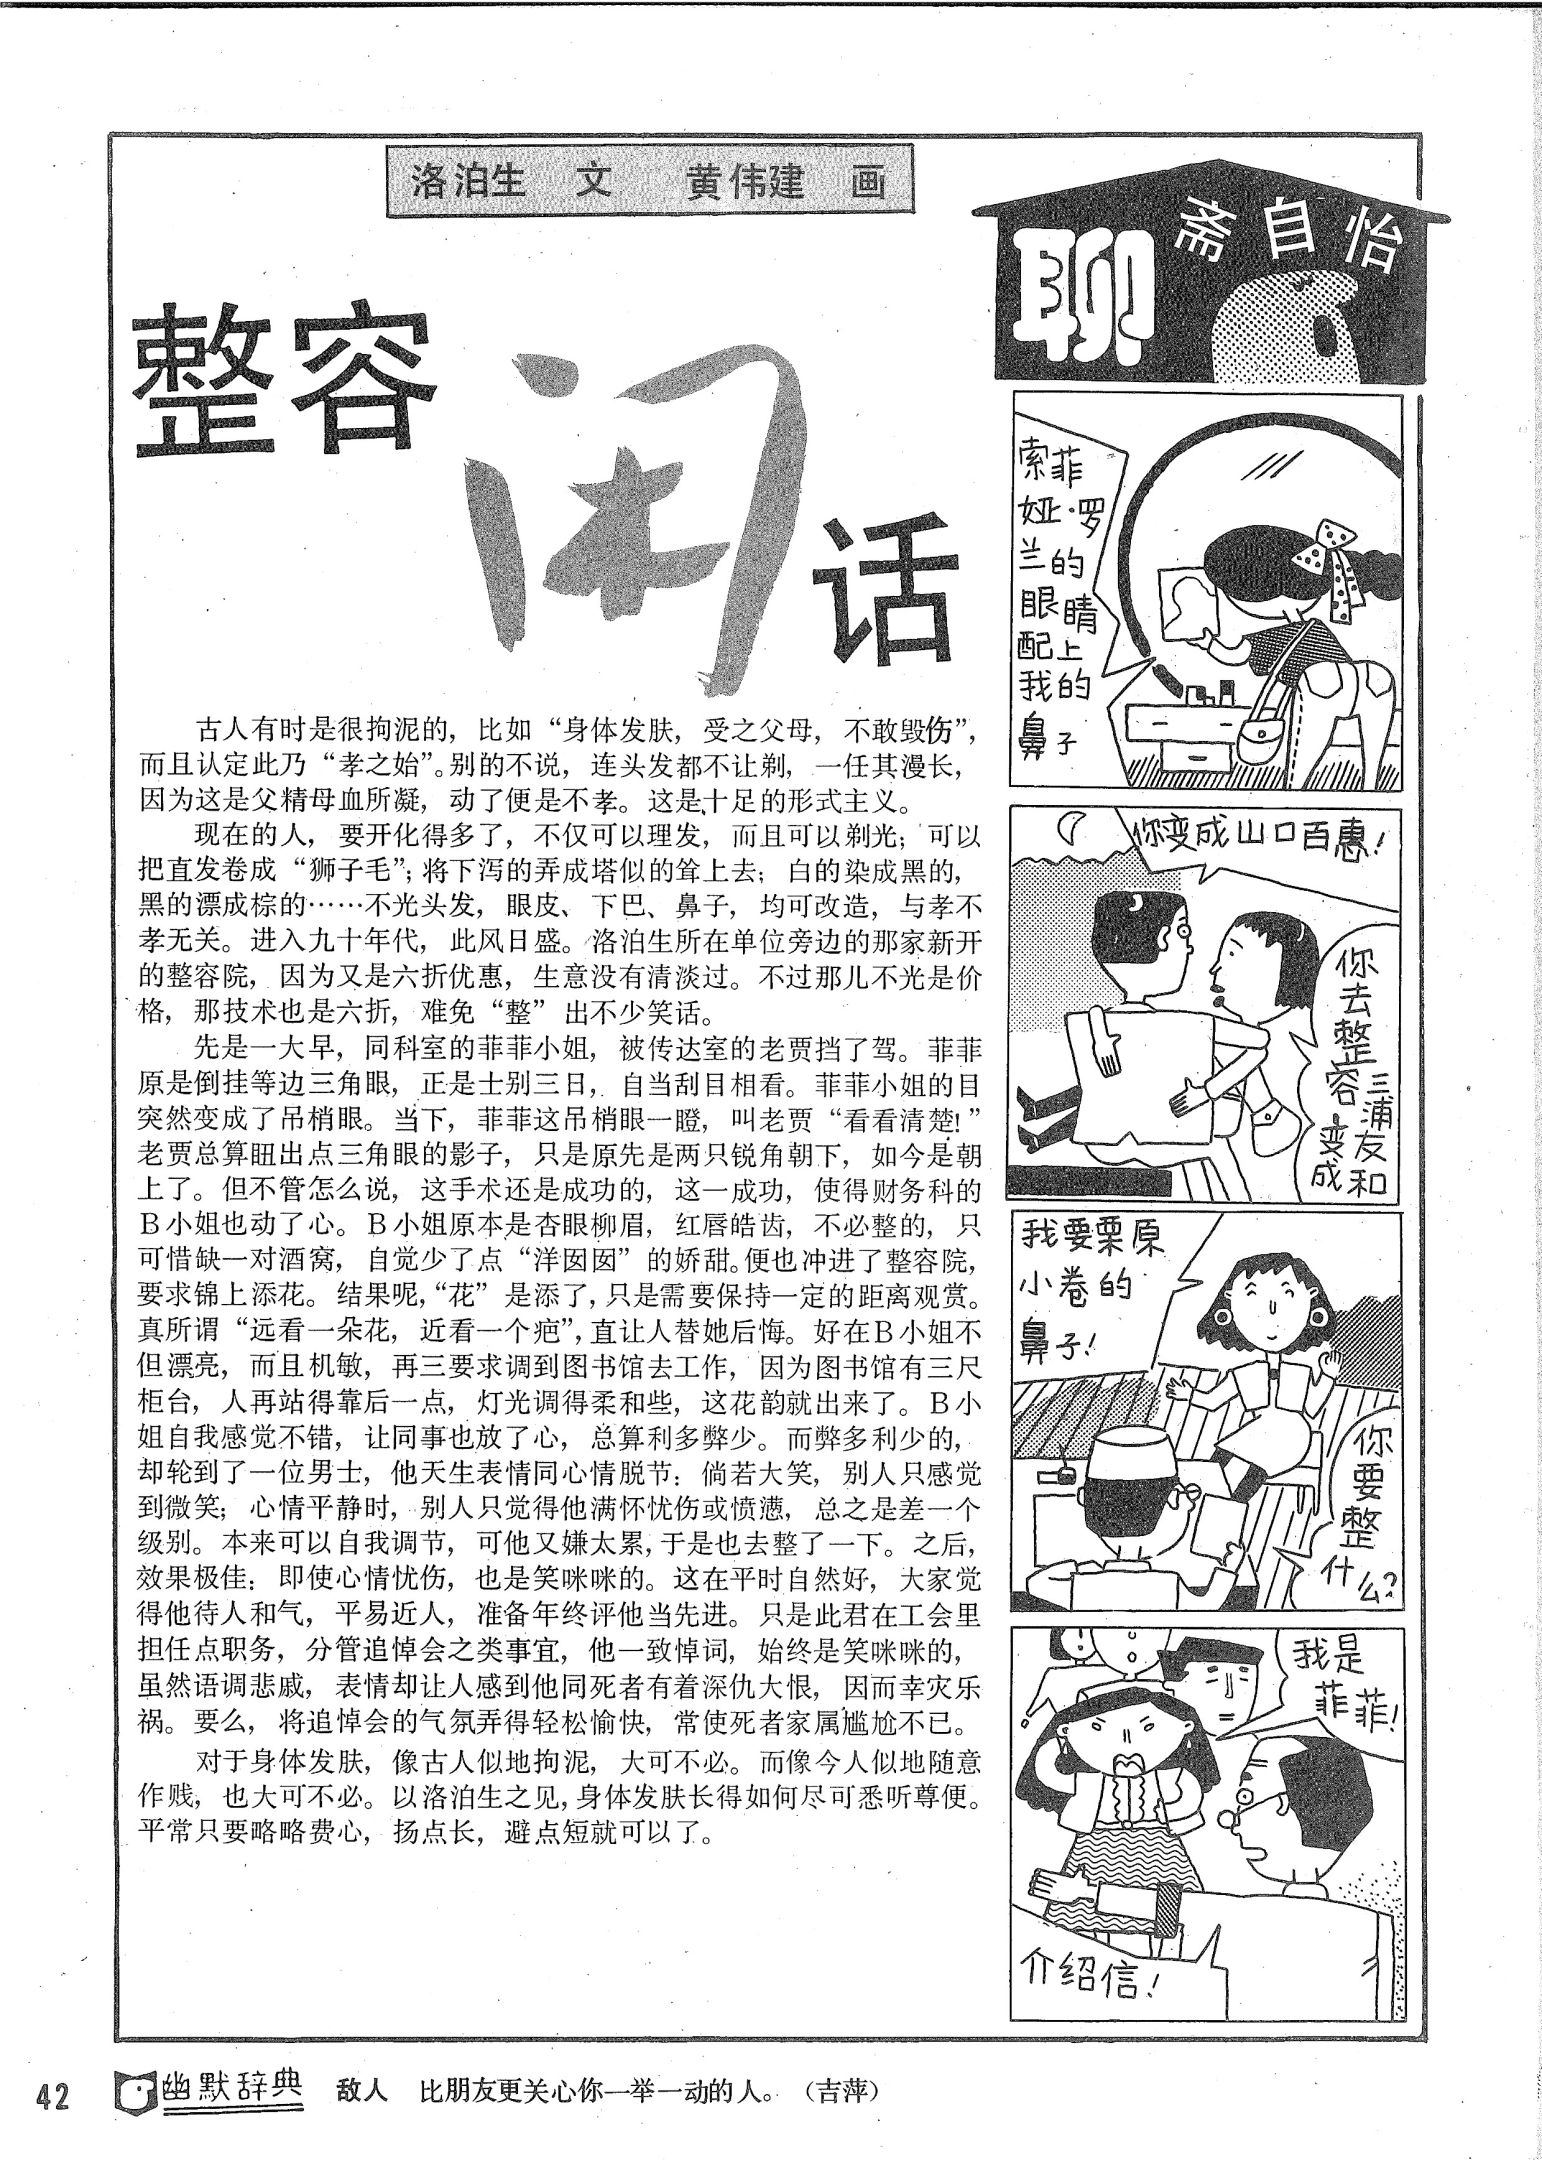 洛泊生 文 黄伟建 画
聊斋自怡
整容
闲
话
古人有时是很拘泥的，比如“身体发肤，受之父母，不敢毁伤”，
而且认定此乃“孝之始”。别的不说，连头发都不让剃，一任其漫长，
因为这是父精母血所凝，动了便是不孝。这是十足的形式主义。
现在的人，要开化得多了，不仅可以理发，而且可以剃光；可以
把直发卷成“狮子毛”；将下泻的弄成塔似的耸上去；白的染成黑的，
黑的漂成棕的……不光头发，眼皮、下巴、鼻子，均可改造，与孝不
孝无关。进入九十年代，此风日盛。洛泊生所在单位旁边的那家新开
的整容院，因为又是六折优惠，生意没有清淡过。不过那儿不光是价
格，那技术也是六折，难免“整”出不少笑话。
先是一大早，同科室的菲菲小姐，被传达室的老贾挡了驾。菲菲
原是倒挂等边三角眼，正是士别三日，自当刮目相看。菲菲小姐的目
突然变成了吊梢眼。当下，菲菲这吊梢眼一瞪，叫老贾“看看清楚！”
老贾总算瞄出点三角眼的影子，只是原先是两只锐角朝下，如今是朝
上了。但不管怎么说，这手术还是成功的，这一成功，使得财务科的
B小姐也动了心。B小姐原本是杏眼柳眉，红唇皓齿，不必整的，只
可惜缺一对酒窝，自觉少了点“洋囡囡”的娇甜。便也冲进了整容院，
要求锦上添花。结果呢，“花”是添了，只是需要保持一定的距离观赏。
真所谓“远看一朵花，近看一个疤”，直让人替她后悔。好在B小姐不
但漂亮，而且机敏，再三要求调到图书馆去工作，因为图书馆有三尺
柜台，人再站得靠后一点，灯光调得柔和些，这花韵就出来了。B小
姐自我感觉不错，让同事也放了心，总算利多弊少。而弊多利少的，
却轮到了一位男士，他天生表情同心情脱节：倘若大笑，别人只感觉
到微笑；心情平静时，别人只觉得他满怀忧伤或愤懑，总之是差一个
级别。本来可以自我调节，可他又嫌太累，于是也去整了一下。之后，
效果极佳：即使心情忧伤，也是笑咪咪的。这在平时自然好，大家觉
得他待人和气，平易近人，准备年终评他当先进。只是此君在工会里
担任点职务，分管追悼会之类事宜，他一致悼词，始终是笑咪咪的，
虽然语调悲戚，表情却让人感到他同死者有着深仇大恨，因而幸灾乐
祸。要么，将追悼会的气氛弄得轻松愉快，常使死者家属尴尬不已。
对于身体发肤，像古人似地拘泥，大可不必。而像今人似地随意
作贱，也大可不必。以洛泊生之见，身体发肤长得如何尽可悉听尊便。
平常只要略略费心，扬点长，避点短就可以了。
索菲
娅·罗
兰的
眼睛
配上
我的
鼻子
你变成山口百惠！
你去整容变成
三浦友和
我要栗原
小卷的
鼻子！
你要整
什么？
我是
菲菲！
介绍信！
42 幽默辞典 敌人 比朋友更关心你一举一动的人。（吉萍）